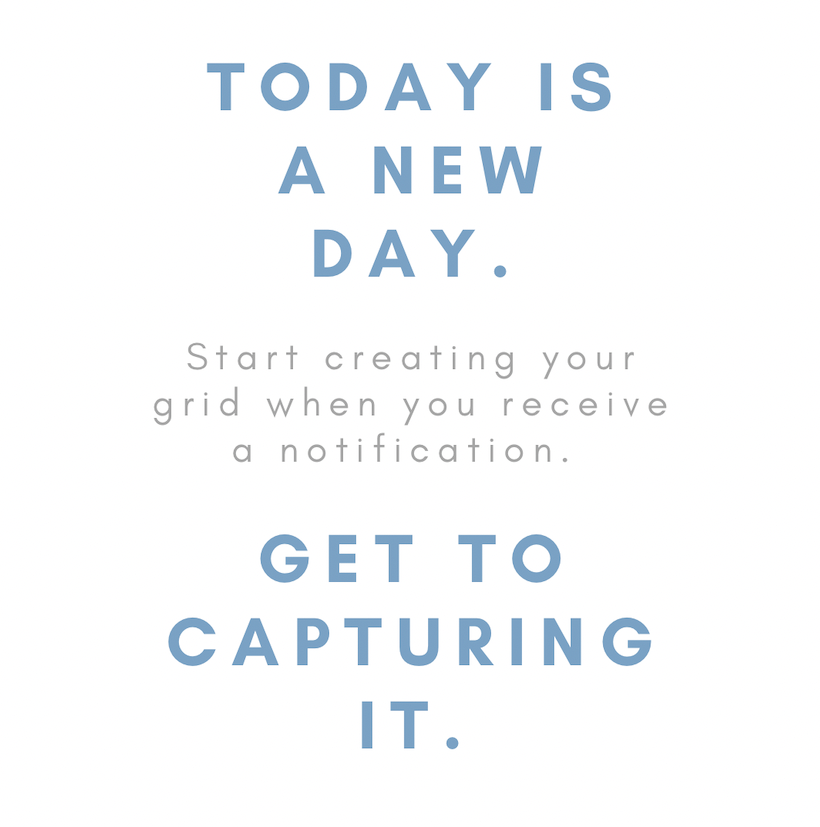 TODAY IS
A NEW
DAY.
Start creating your
grid when you receive
a notification.
GET TO
CAPTURING
IT.